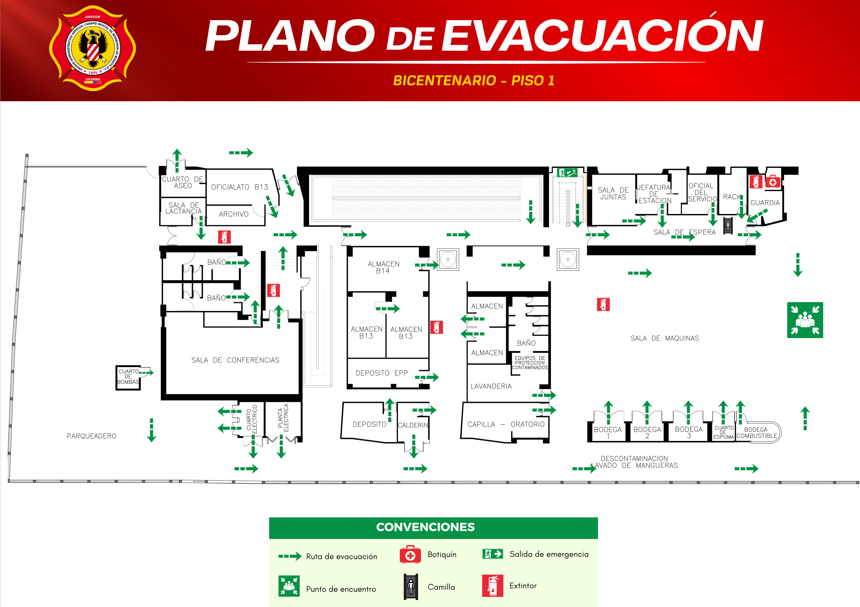 DIRECCION
COLOMBIA
PLANO DE EVACUACIÓN
BICENTENARIO - PISO 1
CUARTO DE
ASEO
OFICIALATO B13
SALA DE
LACTANCIA
ARCHIVO
BAÑO
BAÑO
SALA DE CONFERENCIAS
CUARTO
DE
BOMBAS
CUARTO
ELECTRICO
PLANTA
ELECTRICA
PARQUEADERO
ALMACEN
B14
ALMACEN
B13
ALMACEN
B13
DEPOSITO EPP
DEPOSITO
CALDERIN
ALMACEN
ALMACEN
BAÑO
EQUIPOS DE
PROTECCION
CONTAMINADOS
LAVANDERIA
CAPILLA - ORATORIO
SALA DE
JUNTAS
JEFATURA
DE
ESTACION
OFICIAL
DEL
SERVICIO
RACK
GUARDIA
SALA DE ESPERA
SALA DE MAQUINAS
BODEGA
1
BODEGA
2
BODEGA
3
CUARTO
DE
ESPUMA
BODEGA
COMBUSTIBLE
DESCONTAMINACION
LAVADO DE MANGUERAS
CONVENCIONES
Ruta de evacuación
Botiquín
Salida de emergencia
Punto de encuentro
Camilla
Extintor